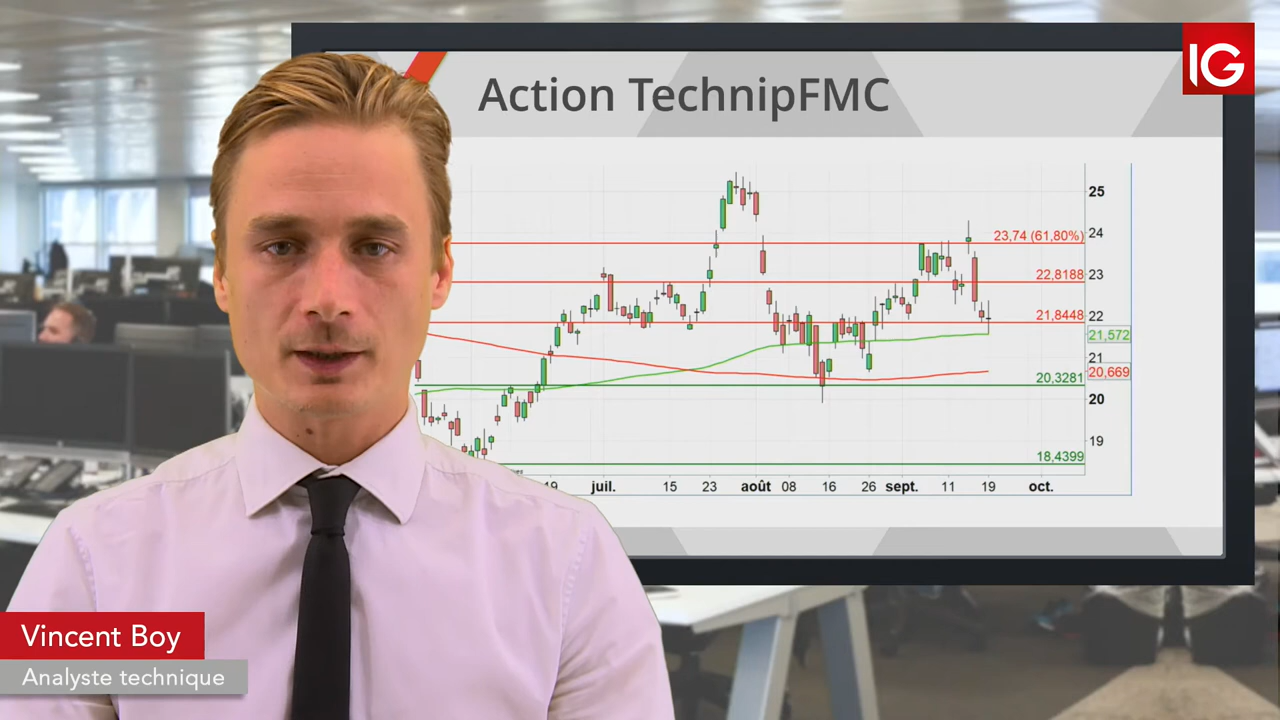 IG
Action TechnipFMC
25
24
23,74 (61,80%)
23
22,8188
22
21,8448
21,572
21
20,669
20,3281
20
19
18,4399
19 juil. 15 23 août 08 16 26 sept. 11 19 oct.
Vincent Boy
Analyste technique